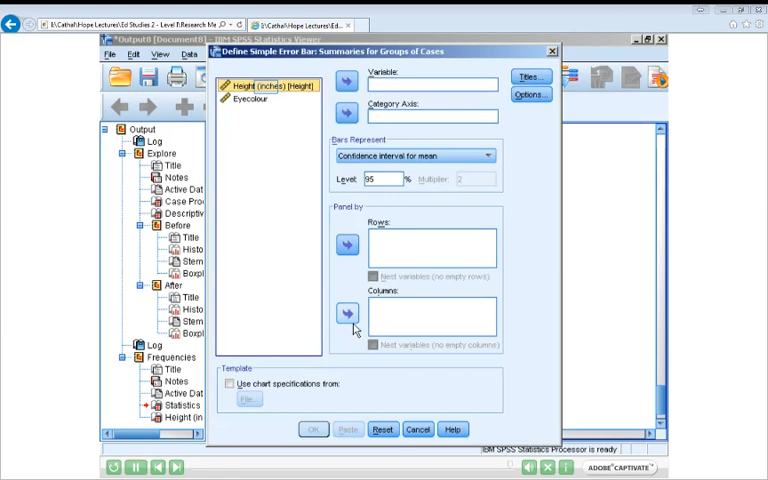 I:\Cathal\Hope Lectures\Ed Studies 2 - Level I\Research Me
I:\Cathal\Hope Lectures\E...
*Output8 [Document8] - IBM SPSS Statistics Viewer
File Edit View Data
Define Simple Error Bar: Summaries for Groups of Cases
Height (inches) [Height]
Eyecolour
Variable:
Titles...
Options...
Category Axis:
Bars Represent
Confidence interval for mean
Level: 95 % Multiplier: 2
Panel by
Rows:
Nest variables (no empty rows)
Columns:
Nest variables (no empty columns)
Template
Use chart specifications from:
File...
OK Paste Reset Cancel Help
Output
Log
Explore
Title
Notes
Active Dat
Case Proc
Descriptiv
Before
Title
Histo
Stem
Boxpl
After
Title
Histo
Stem
Boxpl
Log
Frequencies
Title
Notes
Active Dat
Statistics
Height (in
IBM SPSS Statistics Processor is ready
ADOBE® CAPTIVATE™